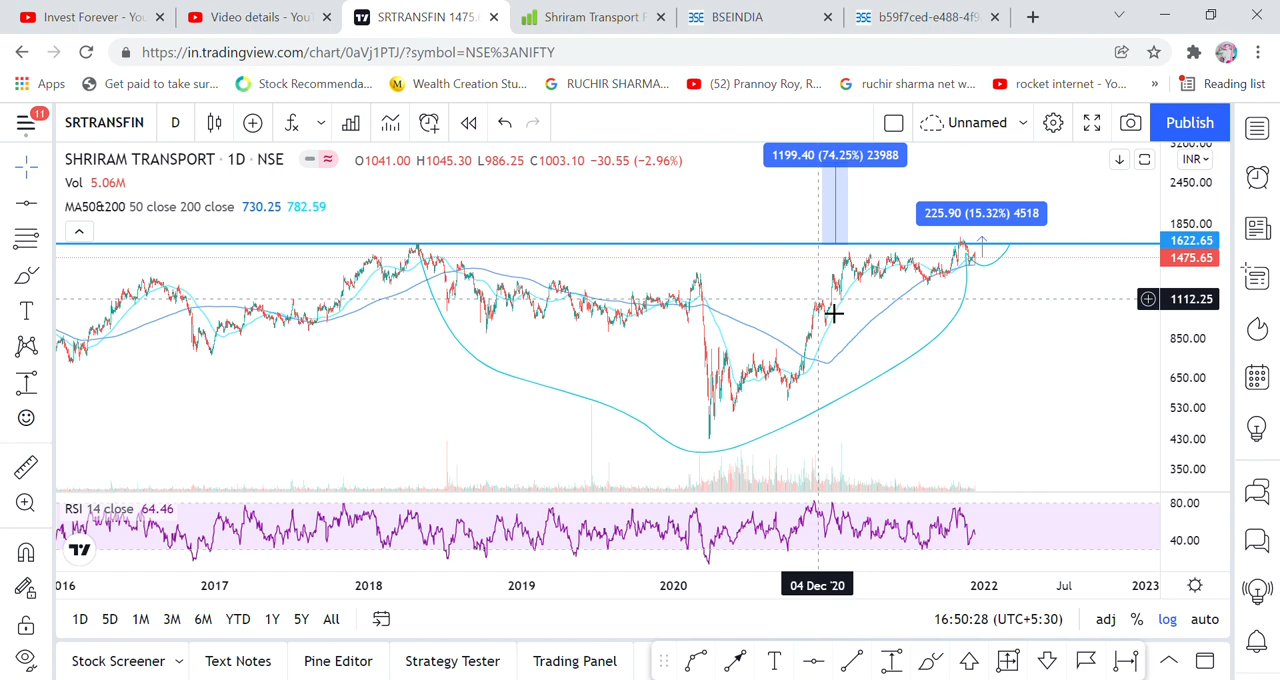 Invest Forever - You
Video details - YouT
SRTRANSFIN 1475.
Shriram Transport F
BSEINDIA
b59f7ced-e488-4f9
https://in.tradingview.com/chart/0aVj1PTJ/?symbol=NSE%3ANIFTY
Apps
Get paid to take sur...
Stock Recommenda...
Wealth Creation Stu...
RUCHIR SHARMA...
(52) Prannoy Roy, R...
ruchir sharma net w...
rocket internet - Yo...
»
Reading list
11
SRTRANSFIN
D
Unnamed
Publish
SHRIRAM TRANSPORT · 1D · NSE
O1041.00 H1045.30 L986.25 C1003.10 −30.55 (−2.96%)
Vol 5.06M
MA50&200 50 close 200 close 730.25 782.59
1199.40 (74.25%) 23988
225.90 (15.32%) 4518
INR
3200.00
2450.00
1850.00
1622.65
1475.65
1112.25
850.00
650.00
530.00
430.00
350.00
RSI 14 close 64.46
80.00
40.00
2016
2017
2018
2019
2020
04 Dec '20
2022
Jul
2023
1D 5D 1M 3M 6M YTD 1Y 5Y All
16:50:28 (UTC+5:30)
adj % log auto
Stock Screener
Text Notes
Pine Editor
Strategy Tester
Trading Panel